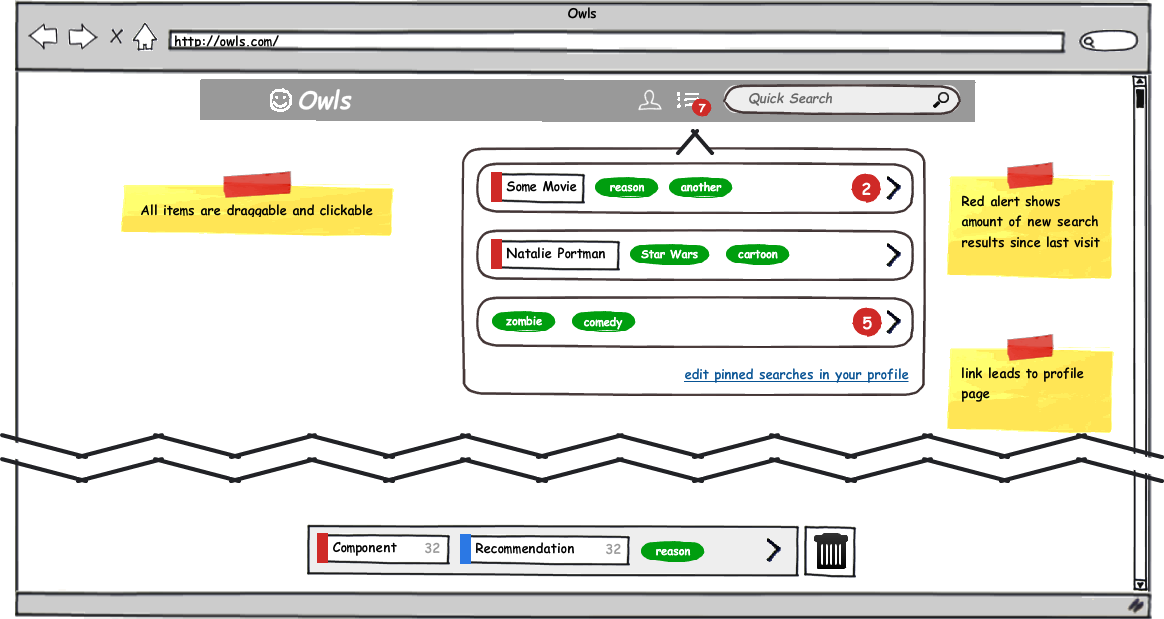 Owls
http://owls.com/
Owls
7
Quick Search
All items are draggable and clickable
Some Movie
reason
another
2
Natalie Portman
Star Wars
cartoon
zombie
comedy
5
edit pinned searches in your profile
Red alert shows
amount of new search
results since last visit
link leads to profile
page
Component 32
Recommendation 32
reason